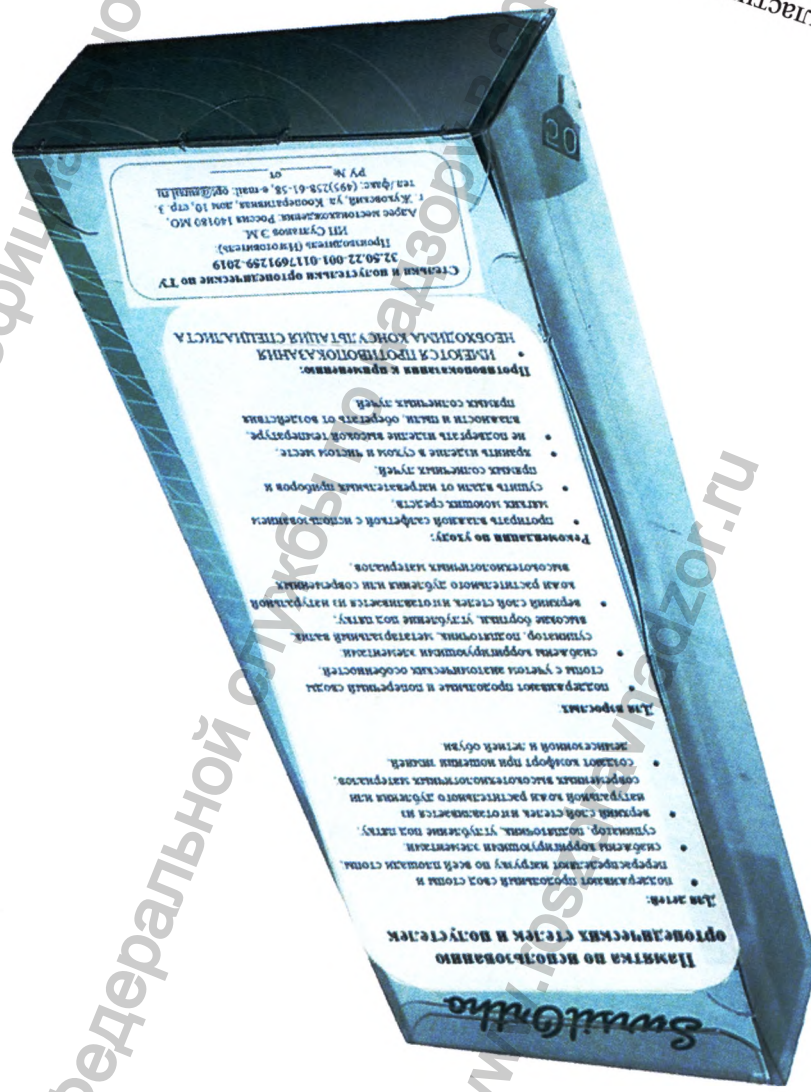 SursilOrtho
Памятка по использованию
ортопедических стелек и полустелек
Для детей:
• поддерживают продольный свод стопы и
перераспределяют нагрузку по всей площади стопы,
• снабжены корригирующими элементами:
супинатор, подпяточник, углубление под пятку,
• верхний слой стелек изготавливается из
натуральной кожи растительного дубления или
современных высокотехнологичных материалов,
• создают комфорт при ношении зимней,
демисезонной и летней обуви
Для взрослых:
• поддерживают продольные и поперечный своды
стопы с учетом анатомических особенностей,
• снабжены корригирующими элементами:
супинатор, подпяточник, метатарзальный валик,
высокие бортики, углубление под пятку,
• верхний слой стелек изготавливается из натуральной
кожи растительного дубления или современных
высокотехнологичных материалов.
Рекомендации по уходу:
• протирать влажной салфеткой с использованием
мягких моющих средств,
• сушить вдали от нагревательных приборов и
прямых солнечных лучей,
• хранить изделие в сухом и чистом месте,
• не подвергать изделие высокой температуре,
влажности и пыли, оберегать от воздействия
прямых солнечных лучей
Противопоказания к применению:
• ИМЕЮТСЯ ПРОТИВОПОКАЗАНИЯ
НЕОБХОДИМА КОНСУЛЬТАЦИЯ СПЕЦИАЛИСТА
Стельки и полустельки ортопедические по ТУ
32.50.22-001-0117691259-2019
Производитель (Изготовитель):
ИП Султанов Э.М.
Адрес местонахождения: Россия 140180 МО,
г. Жуковский, ул. Кооперативная, дом 10, стр. 3
тел/факс: (495)258-61-58, e-mail: op@sursil.ru
РУ № ____ от ____
www.roszdravnadzor.ru